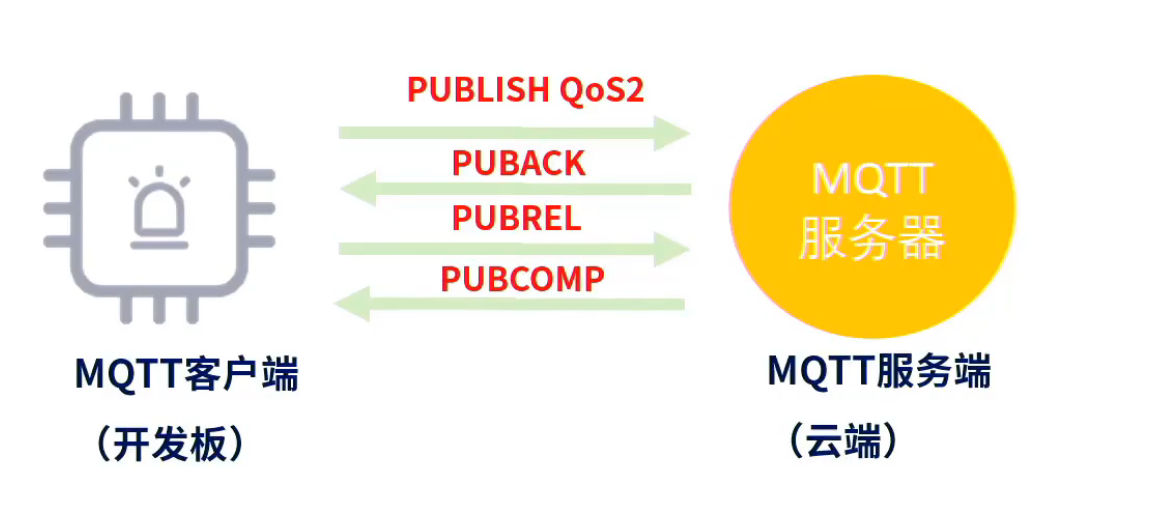 PUBLISH QoS2
PUBACK
PUBREL
PUBCOMP
MQTT
服务器
MQTT客户端
（开发板）
MQTT服务端
（云端）